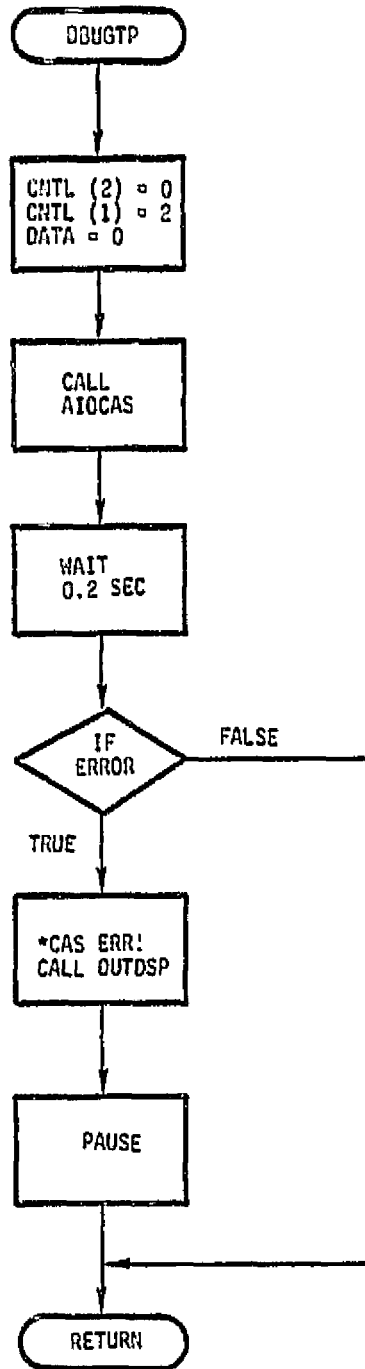 DBUGTP
CNTL (2) = 0
CNTL (1) = 2
DATA = 0
CALL
AIOCAS
WAIT
0.2 SEC
IF
ERROR
FALSE
TRUE
*CAS ERR!
CALL OUTDSP
PAUSE
RETURN